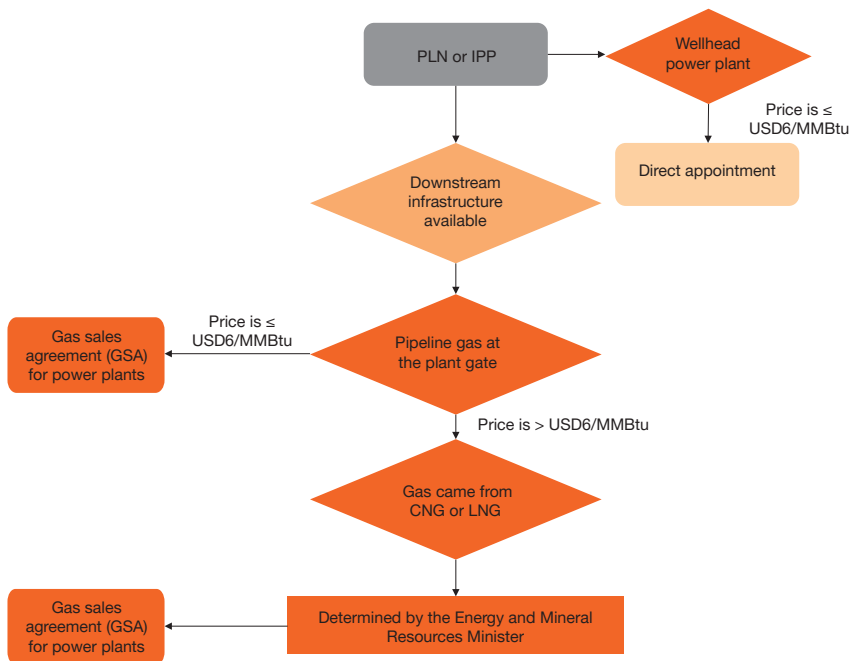 PLN or IPP
Wellhead
power plant
Price is ≤
USD6/MMBtu
Direct appointment
Downstream
infrastructure
available
Price is ≤
USD6/MMBtu
Gas sales
agreement (GSA)
for power plants
Pipeline gas at
the plant gate
Price is > USD6/MMBtu
Gas came from
CNG or LNG
Gas sales
agreement (GSA)
for power plants
Determined by the Energy and Mineral
Resources Minister